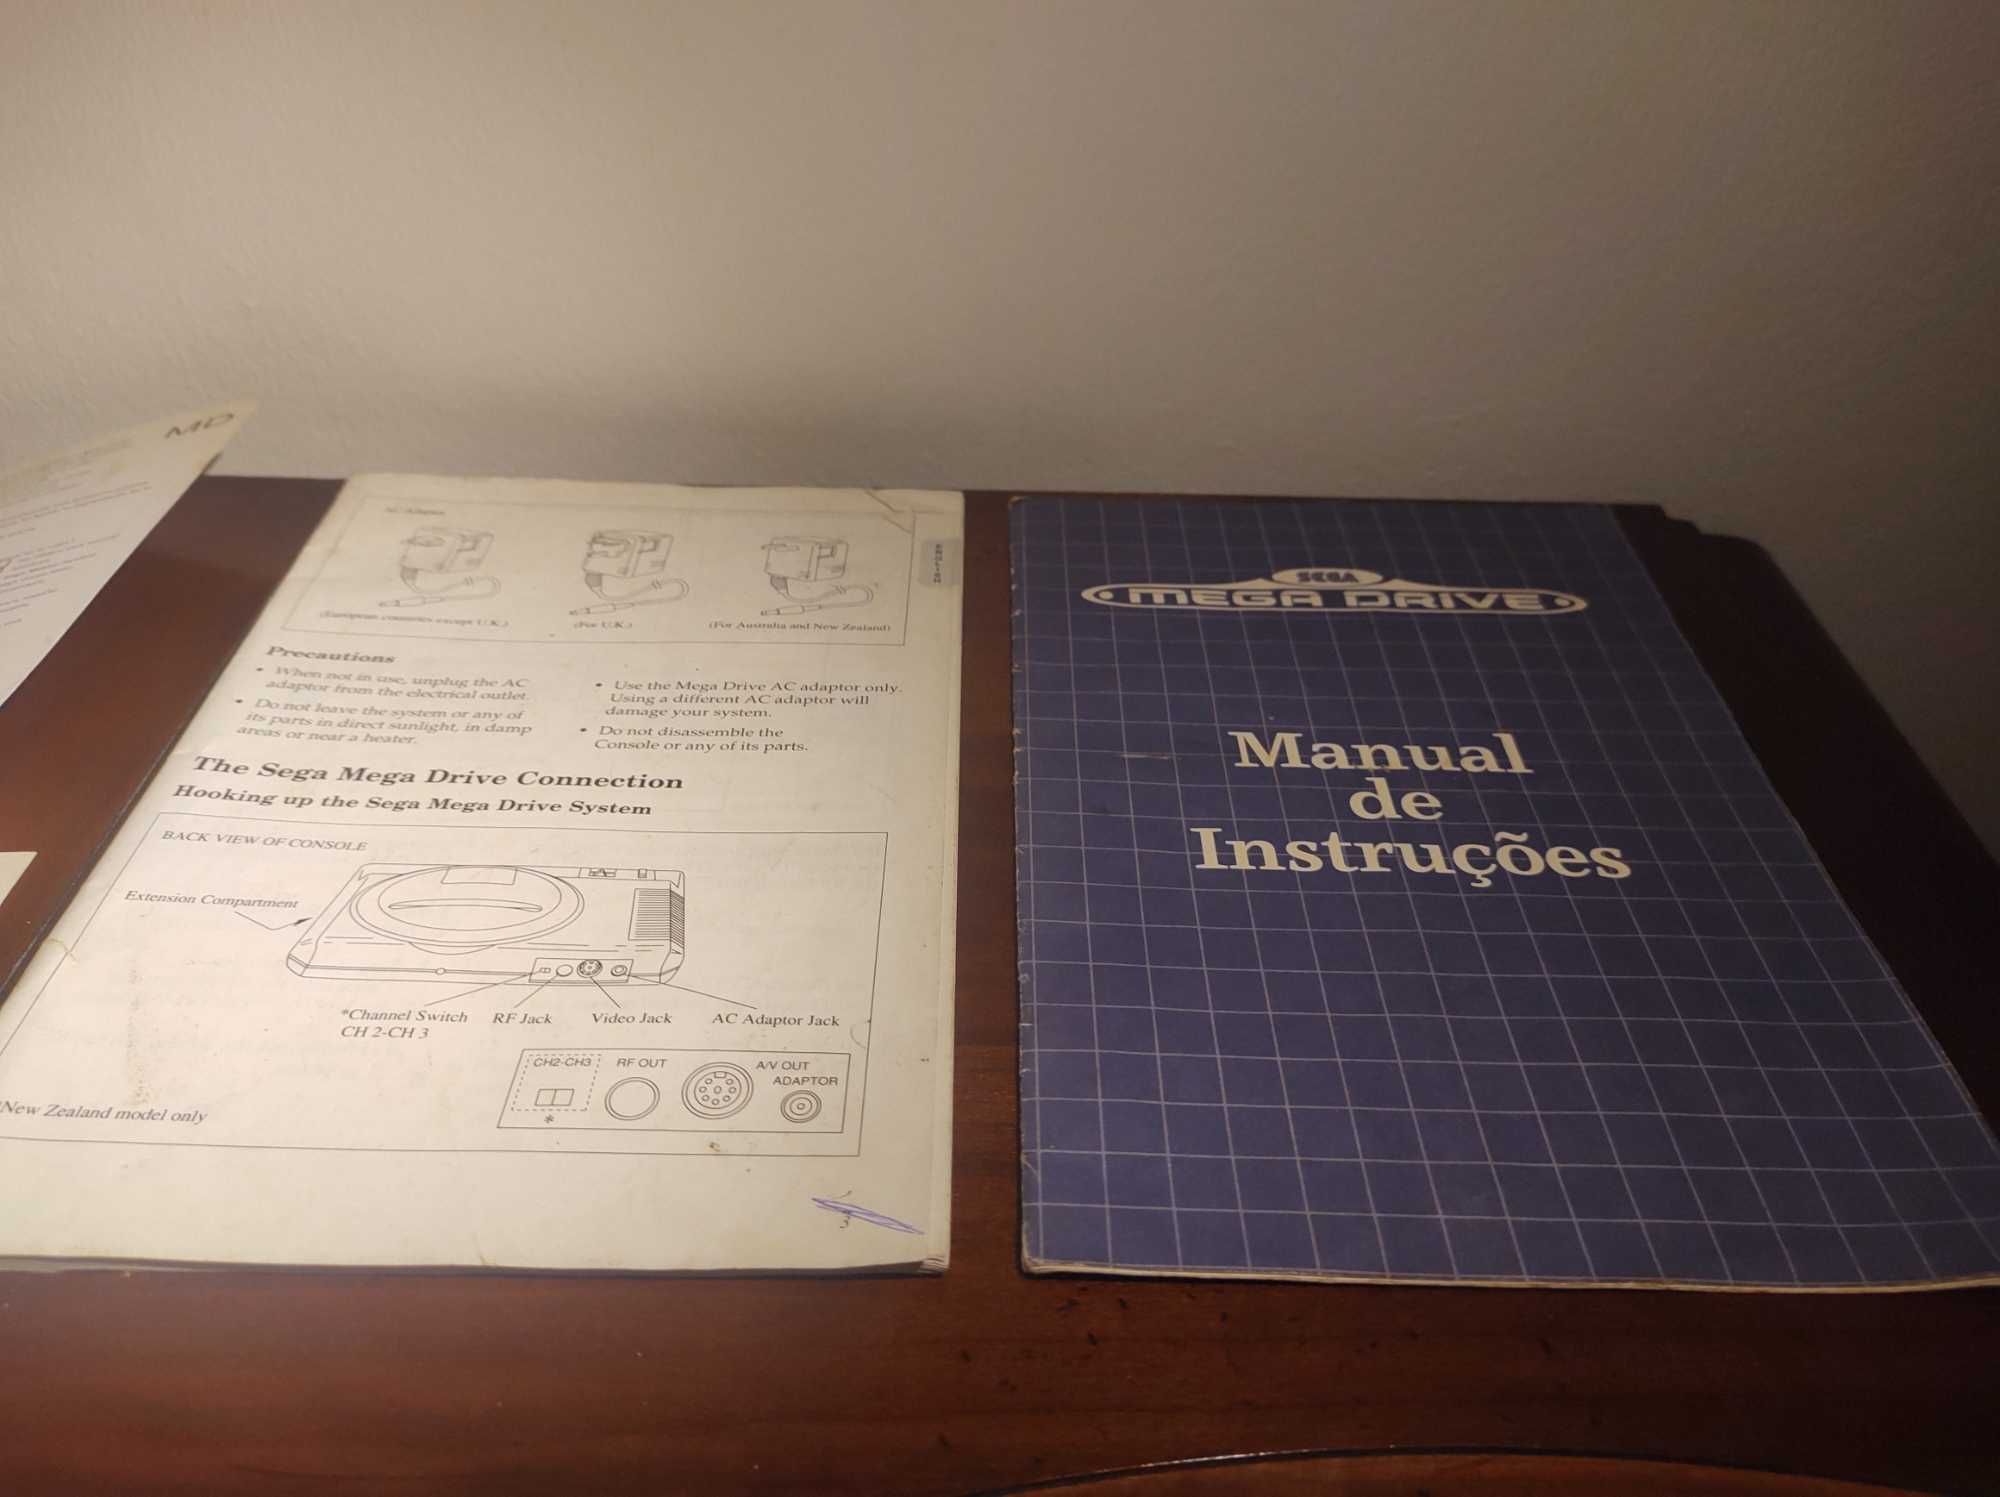 MD
AC Adaptor
(European countries except U.K.)
(For U.K.)
(For Australia and New Zealand)
ENGLISH
Precautions
• When not in use, unplug the AC
adaptor from the electrical outlet.
• Do not leave the system or any of
its parts in direct sunlight, in damp
areas or near a heater.
• Use the Mega Drive AC adaptor only.
Using a different AC adaptor will
damage your system.
• Do not disassemble the
Console or any of its parts.
The Sega Mega Drive Connection
Hooking up the Sega Mega Drive System
BACK VIEW OF CONSOLE
Extension Compartment
*Channel Switch
CH 2-CH 3
RF Jack
Video Jack
AC Adaptor Jack
CH2-CH3
RF OUT
A/V OUT
ADAPTOR
*
New Zealand model only
SEGA
MEGA DRIVE
Manual
de
Instruções